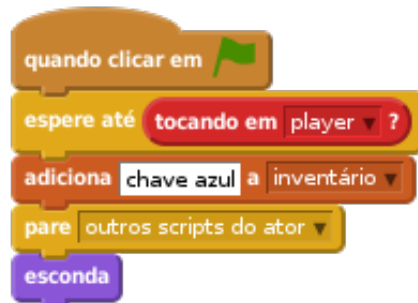 quando clicar em
espere até tocando em player ?
adiciona chave azul a inventário
pare outros scripts do ator
esconda